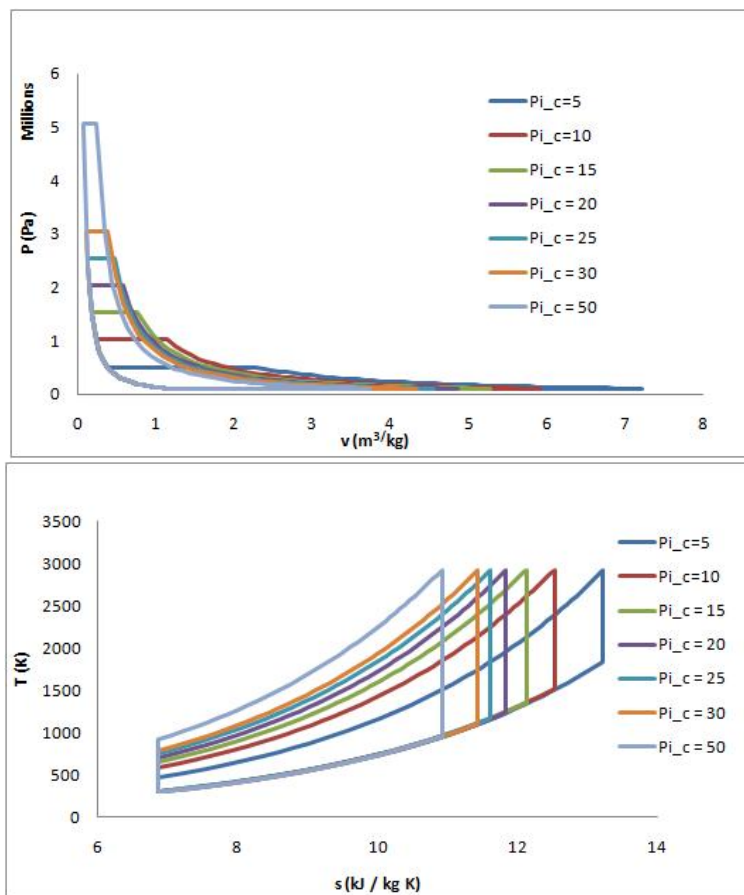 Millions
P (Pa)
6
5
4
3
2
1
0
0 1 2 3 4 5 6 7 8
v (m³/kg)
Pi_c=5
Pi_c=10
Pi_c = 15
Pi_c = 20
Pi_c = 25
Pi_c = 30
Pi_c = 50
T (K)
3500
3000
2500
2000
1500
1000
500
0
6 8 10 12 14
s (kJ / kg K)
Pi_c=5
Pi_c=10
Pi_c = 15
Pi_c = 20
Pi_c = 25
Pi_c = 30
Pi_c = 50